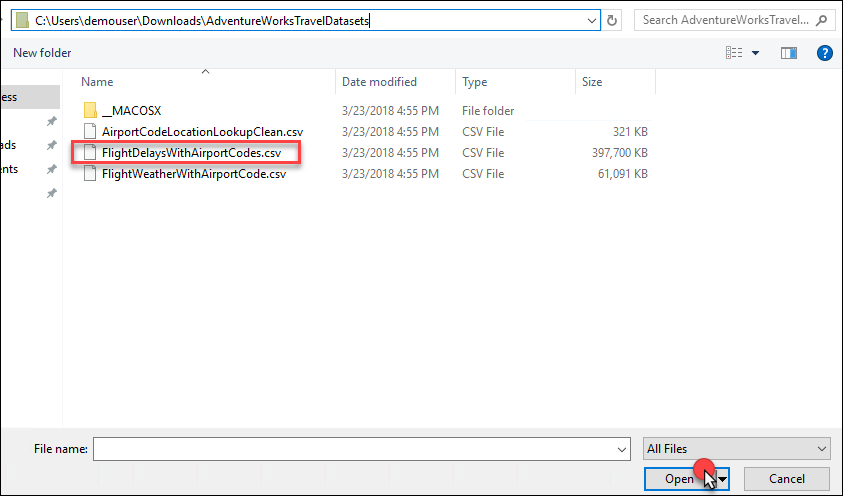 C:\Users\demouser\Downloads\AdventureWorksTravelDatasets Search AdventureWorksTravel...
New folder ?
Name Date modified Type Size
ess
__MACOSX 3/23/2018 4:55 PM File folder
AirportCodeLocationLookupClean.csv 3/23/2018 4:55 PM CSV File 321 KB
ads FlightDelaysWithAirportCodes.csv 3/23/2018 4:55 PM CSV File 397,700 KB
ents FlightWeatherWithAirportCode.csv 3/23/2018 4:55 PM CSV File 61,091 KB
File name: All Files
Open Cancel